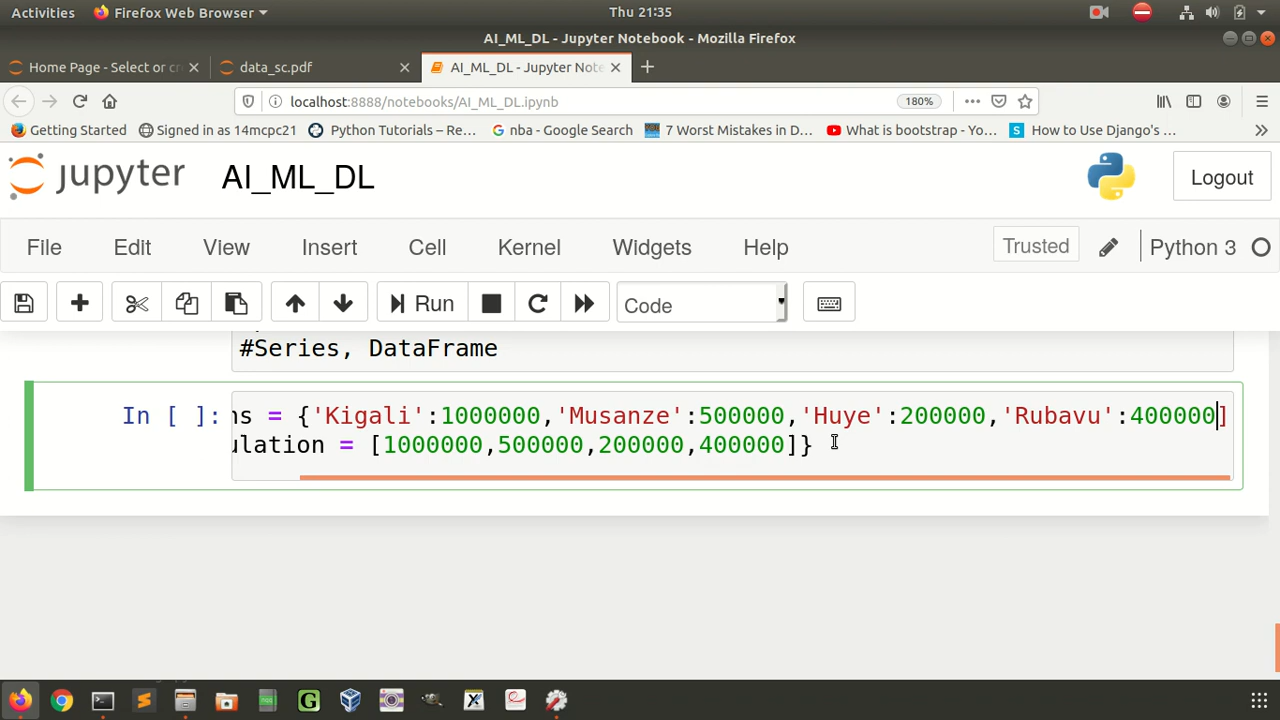 Activities Firefox Web Browser Thu 21:35
AI_ML_DL - Jupyter Notebook - Mozilla Firefox
Home Page - Select or cr data_sc.pdf AI_ML_DL - Jupyter Note
localhost:8888/notebooks/AI_ML_DL.ipynb 180%
Getting Started Signed in as 14mcpc21 Python Tutorials – Re… nba - Google Search 7 Worst Mistakes in D… What is bootstrap - Yo… How to Use Django's …
jupyter AI_ML_DL Logout
File Edit View Insert Cell Kernel Widgets Help Trusted Python 3
Run Code
#Series, DataFrame
In [ ]: ns = {'Kigali':1000000,'Musanze':500000,'Huye':200000,'Rubavu':400000]
ulation = [1000000,500000,200000,400000]}